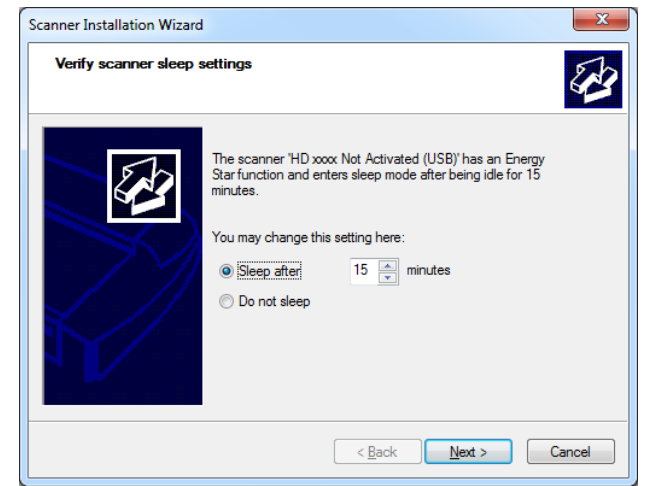 Scanner Installation Wizard
Verify scanner sleep settings
The scanner 'HD xxxx Not Activated (USB)' has an Energy
Star function and enters sleep mode after being idle for 15
minutes.
You may change this setting here:
Sleep after 15 minutes
Do not sleep
< Back Next > Cancel